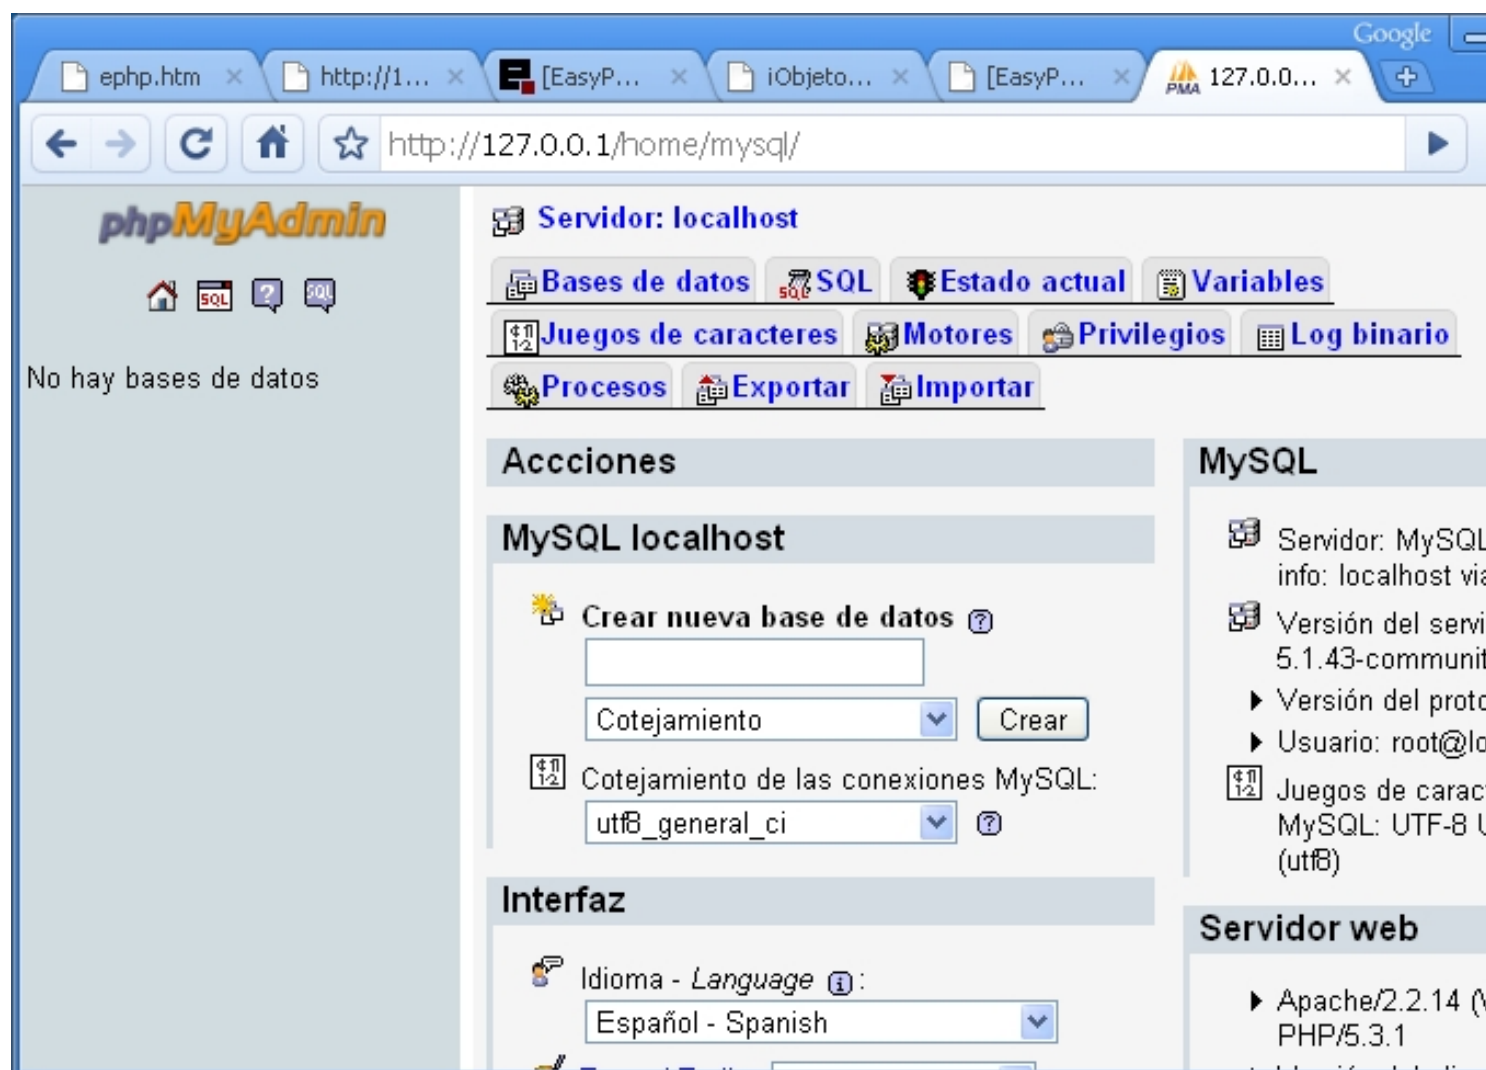 Google
ephp.htm
http://1...
[EasyP...
iObjeto...
[EasyP...
PMA 127.0.0...
http://127.0.0.1/home/mysql/
phpMyAdmin
SQL
SQL
No hay bases de datos
Servidor: localhost
Bases de datos SQL Estado actual Variables
Juegos de caracteres Motores Privilegios Log binario
Procesos Exportar Importar
Accciones
MySQL localhost
Crear nueva base de datos
Cotejamiento Crear
Cotejamiento de las conexiones MySQL:
utf8_general_ci
Interfaz
Idioma - Language :
Español - Spanish
MySQL
Servidor: MySQL
info: localhost
Versión del
5.1.43-communit
Versión del
Usuario: root@lo
Juegos de
MySQL: UTF-8
(utf8)
Servidor web
Apache/2.2.14
PHP/5.3.1